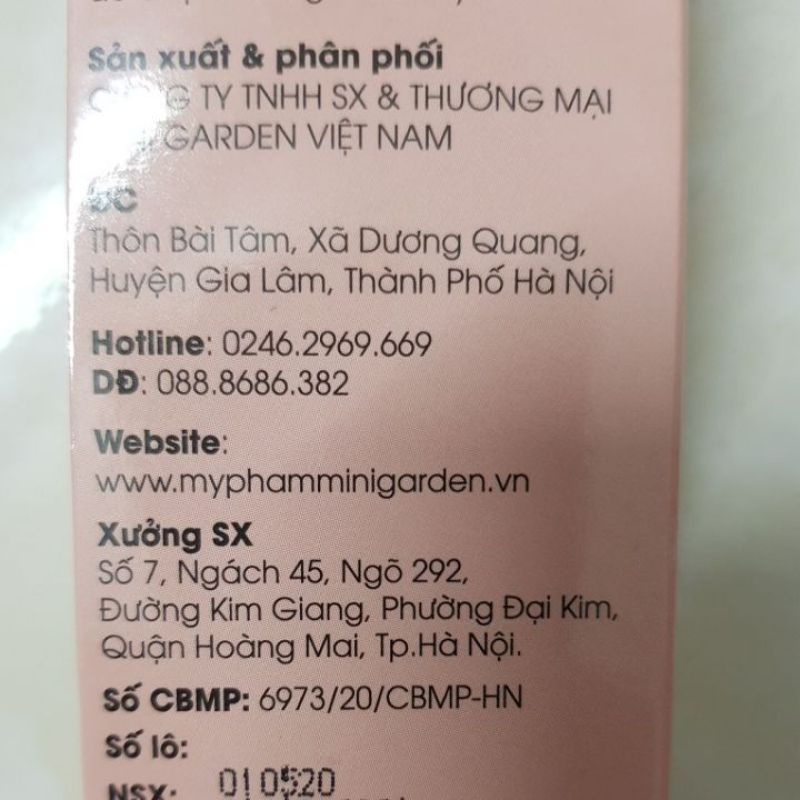 Sản xuất & phân phối
TY TNHH SX & THƯƠNG MẠI
GARDEN VIỆT NAM
ĐC
Thôn Bài Tâm, Xã Dương Quang,
Huyện Gia Lâm, Thành Phố Hà Nội
Hotline: 0246.2969.669
DĐ: 088.8686.382
Website:
www.myphamminigarden.vn
Xưởng SX
Số 7, Ngách 45, Ngõ 292,
Đường Kim Giang, Phường Đại Kim,
Quận Hoàng Mai, Tp.Hà Nội.
Số CBMP: 6973/20/CBMP-HN
Số lô: 010520
NSX: